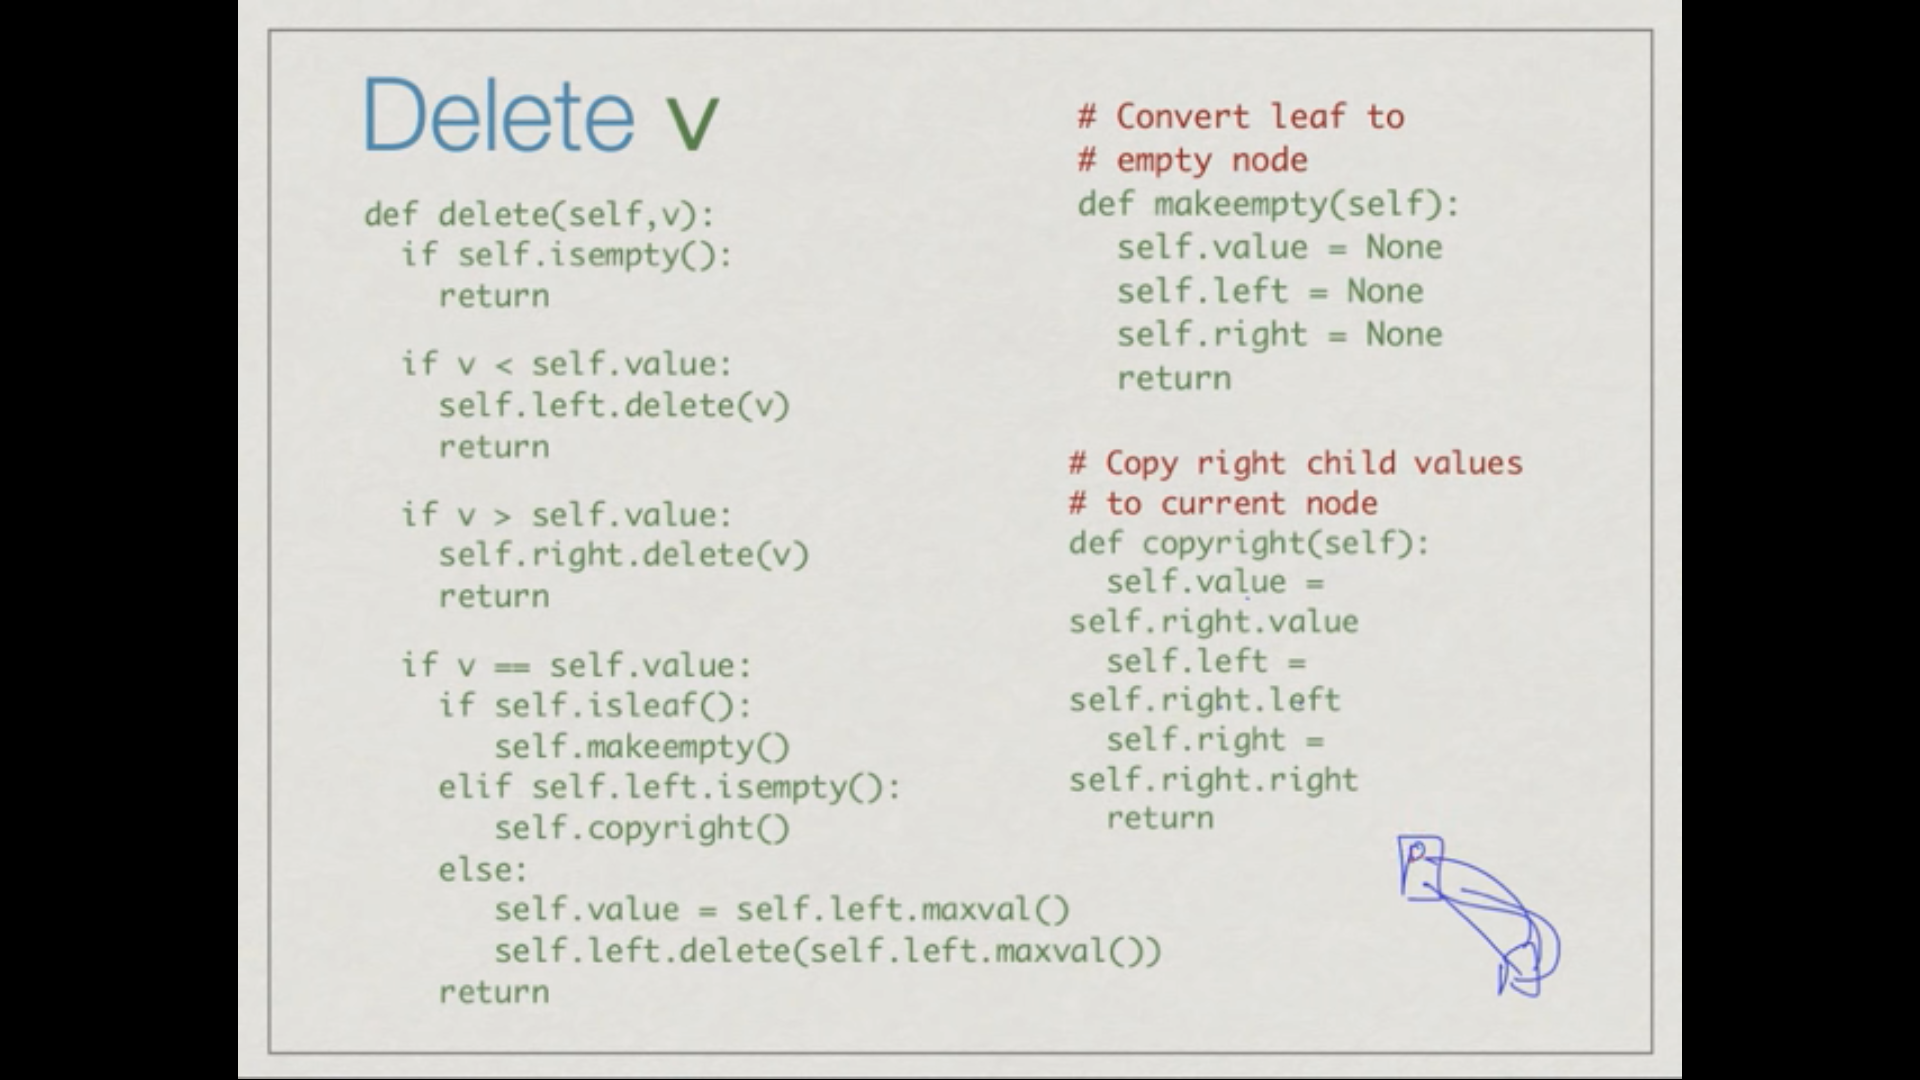 Delete v
def delete(self,v):
if self.isempty():
return
if v < self.value:
self.left.delete(v)
return
if v > self.value:
self.right.delete(v)
return
if v == self.value:
if self.isleaf():
self.makeempty()
elif self.left.isempty():
self.copyright()
else:
self.value = self.left.maxval()
self.left.delete(self.left.maxval())
return
# Convert leaf to
# empty node
def makeempty(self):
self.value = None
self.left = None
self.right = None
return
# Copy right child values
# to current node
def copyright(self):
self.value =
self.right.value
self.left =
self.right.left
self.right =
self.right.right
return